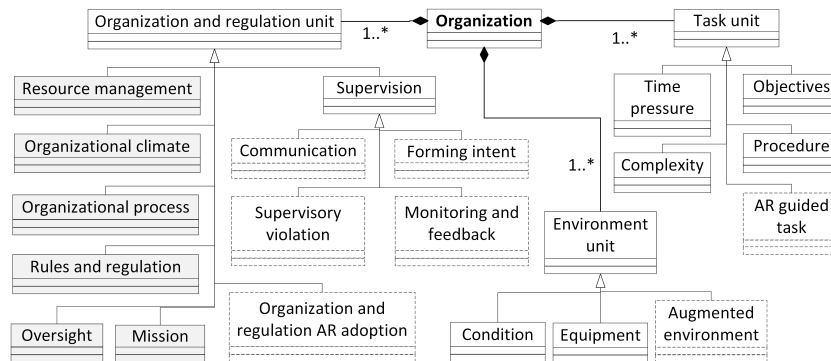 Organization and regulation unit
1..*
Organization
1..*
Task unit
Resource management
Supervision
Time
pressure
Objectives
Organizational climate
Communication
Forming intent
Procedure
Complexity
1..*
Organizational process
Supervisory
violation
Monitoring and
feedback
AR guided
task
Environment
unit
Rules and regulation
Organization and
regulation AR adoption
Augmented
environment
Oversight
Mission
Condition
Equipment